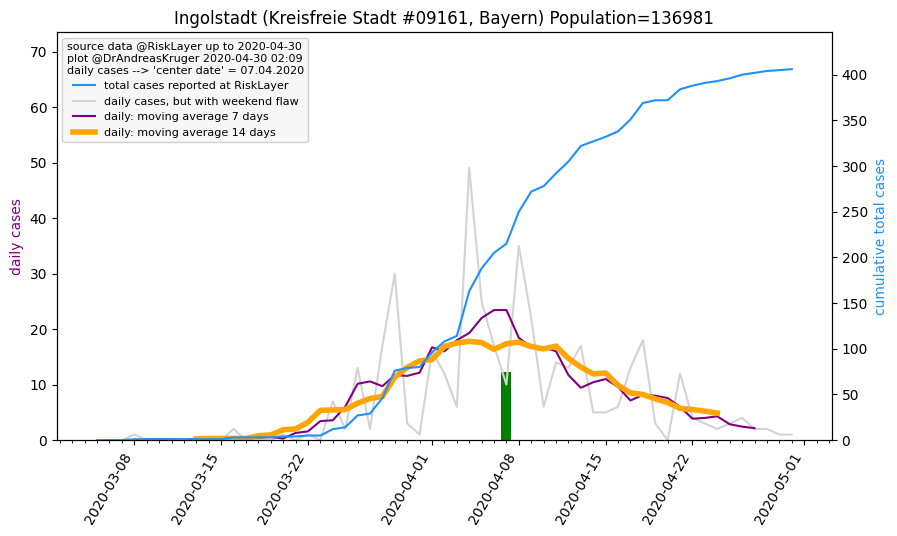 Ingolstadt (Kreisfreie Stadt #09161, Bayern) Population=136981
source data @RiskLayer up to 2020-04-30
plot @DrAndreasKruger 2020-04-30 02:09
daily cases --> 'center date' = 07.04.2020
total cases reported at RiskLayer
daily cases, but with weekend flaw
daily: moving average 7 days
daily: moving average 14 days
daily cases
70
60
50
40
30
20
10
0
cumulative total cases
400
350
300
250
200
150
100
50
0
2020-03-08
2020-03-15
2020-03-22
2020-04-01
2020-04-08
2020-04-15
2020-04-22
2020-05-01